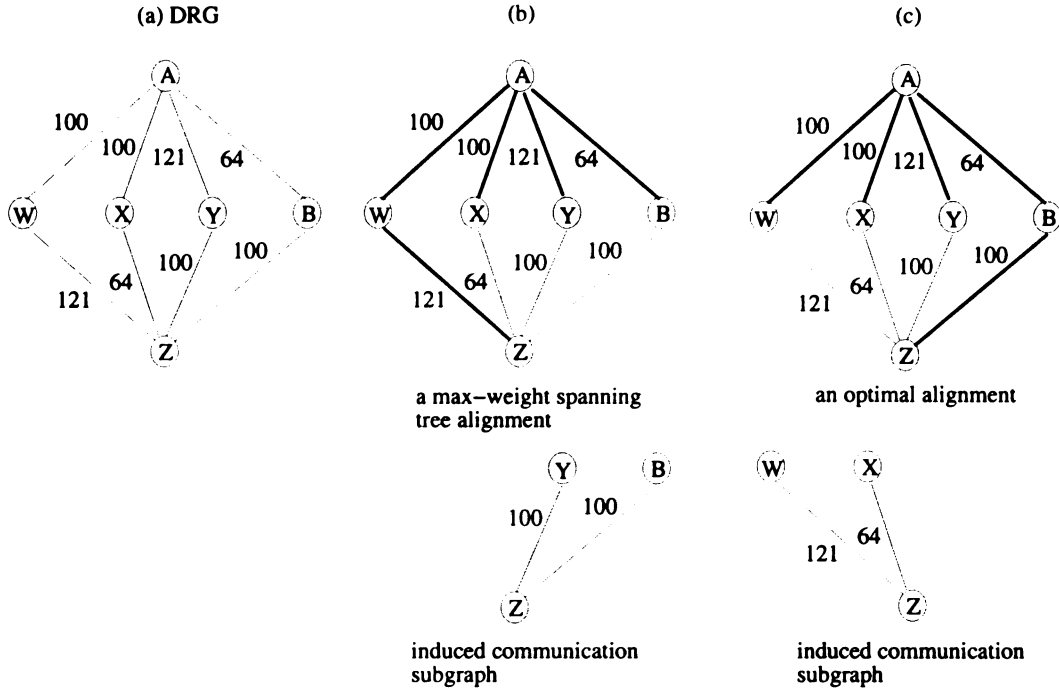 (a) DRG
A
100
100
121
64
W
X
Y
B
121
64
100
100
Z
(b)
A
100
100
121
64
W
X
Y
B
121
64
100
100
Z
a max-weight spanning
tree alignment
Y
B
100
100
Z
induced communication
subgraph
(c)
A
100
100
121
64
W
X
Y
B
121
64
100
100
Z
an optimal alignment
W
X
121
64
Z
induced communication
subgraph